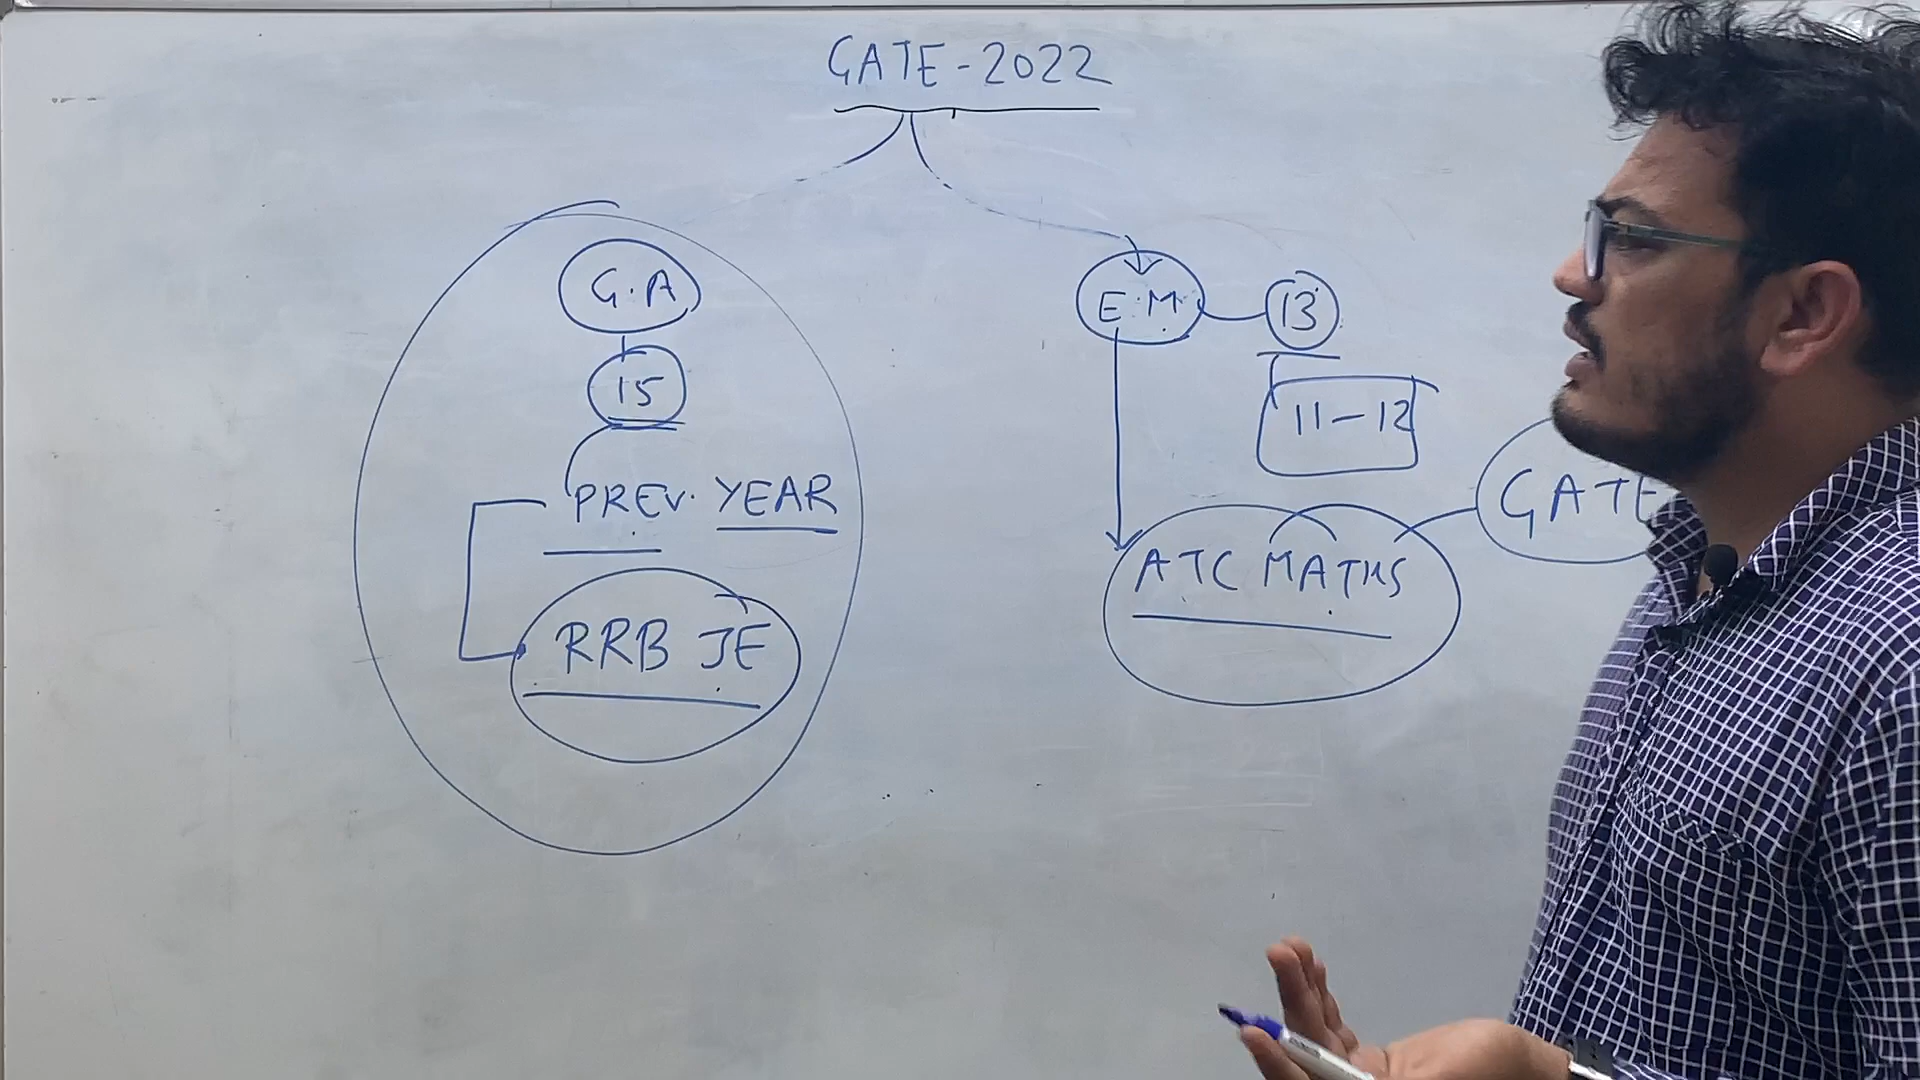 GATE-2022
G.A
15
PREV. YEAR
RRB JE
E.M.
13
11-12
ATC MATHS
GATE